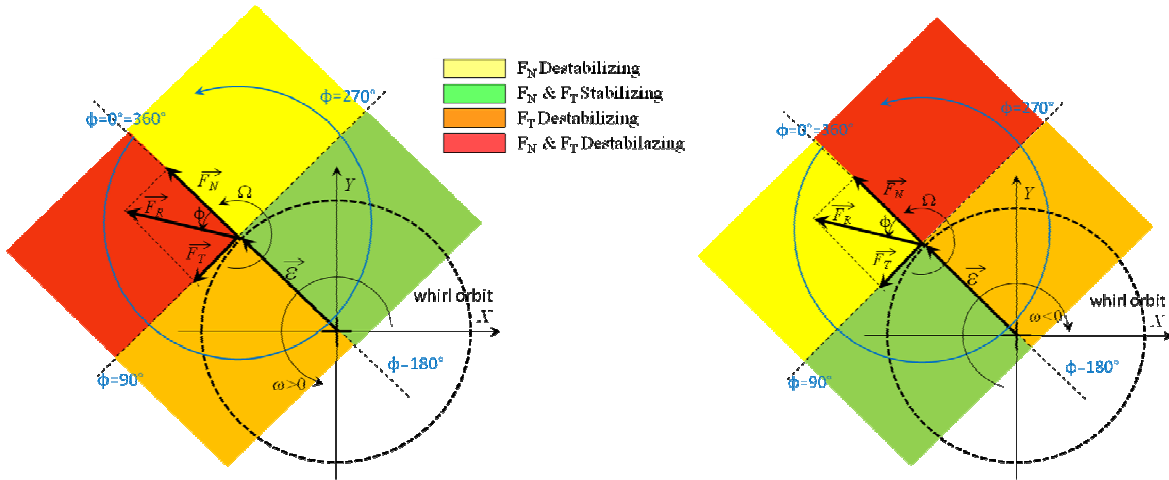 F_N Destabilizing
F_N & F_T Stabilizing
F_T Destabilizing
F_N & F_T Destabilazing
ϕ=0°=360°
ϕ=270°
F_N
Ω
F_R
ϕ
F_T
ε
Y
whirl orbit
X
ω>0
ϕ=90°
ϕ–180°
ϕ=0°=360°
ϕ=270°
F_N
Ω
F_R
ϕ
F_T
ε
Y
whirl orbit
X
ω<0
ϕ=90°
ϕ–180°